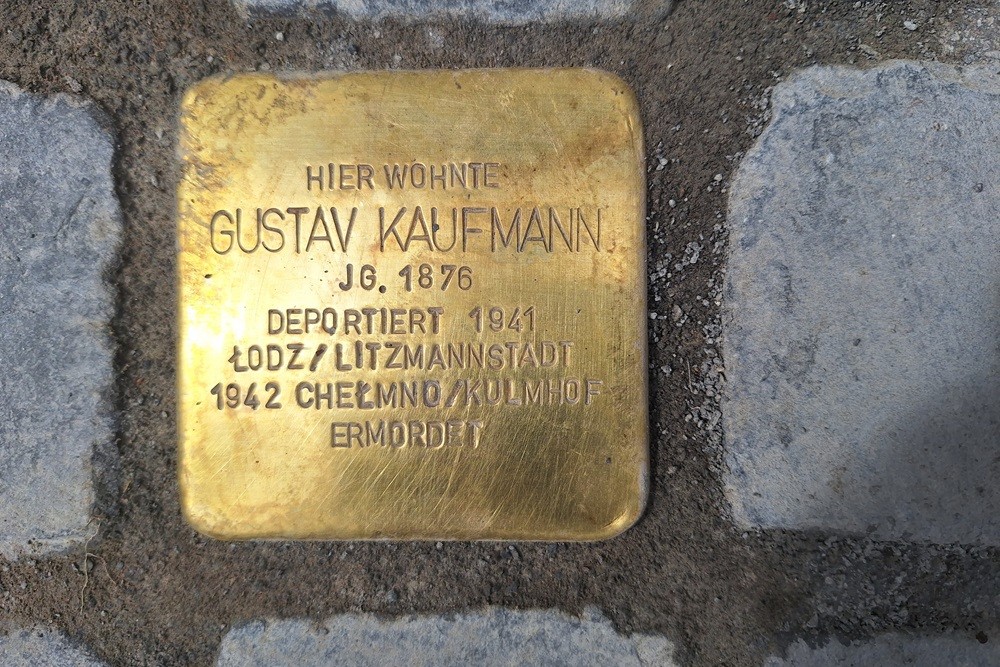 HIER WOHNTE
GUSTAV KAUFMANN
JG. 1876
DEPORTIERT 1941
ŁODZ/LITZMANNSTADT
1942 CHEŁMNO/KULMHOF
ERMORDET